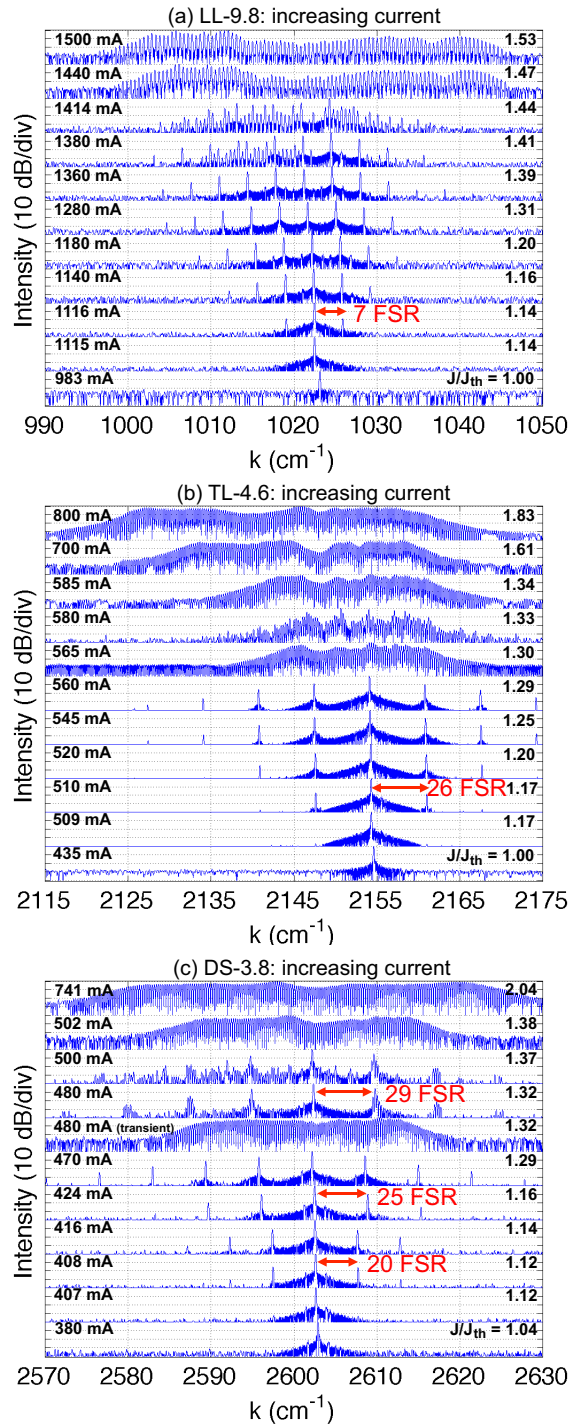 (a) LL-9.8: increasing current
Intensity (10 dB/div)
1500 mA 1.53
1440 mA 1.47
1414 mA 1.44
1380 mA 1.41
1360 mA 1.39
1280 mA 1.31
1180 mA 1.20
1140 mA 1.16
7 FSR
1116 mA 1.14
1115 mA 1.14
983 mA J/Jth = 1.00
990 1000 1010 1020 1030 1040 1050
k (cm-1)
(b) TL-4.6: increasing current
Intensity (10 dB/div)
800 mA 1.83
700 mA 1.61
585 mA 1.34
580 mA 1.33
565 mA 1.30
560 mA 1.29
545 mA 1.25
520 mA 1.20
510 mA 26 FSR 1.17
509 mA 1.17
435 mA J/Jth = 1.00
2115 2125 2135 2145 2155 2165 2175
k (cm-1)
(c) DS-3.8: increasing current
Intensity (10 dB/div)
741 mA 2.04
502 mA 1.38
500 mA 1.37
480 mA 29 FSR 1.32
480 mA (transient) 1.32
470 mA 1.29
424 mA 25 FSR 1.16
416 mA 1.14
408 mA 20 FSR 1.12
407 mA 1.12
380 mA J/Jth = 1.04
2570 2580 2590 2600 2610 2620 2630
k (cm-1)